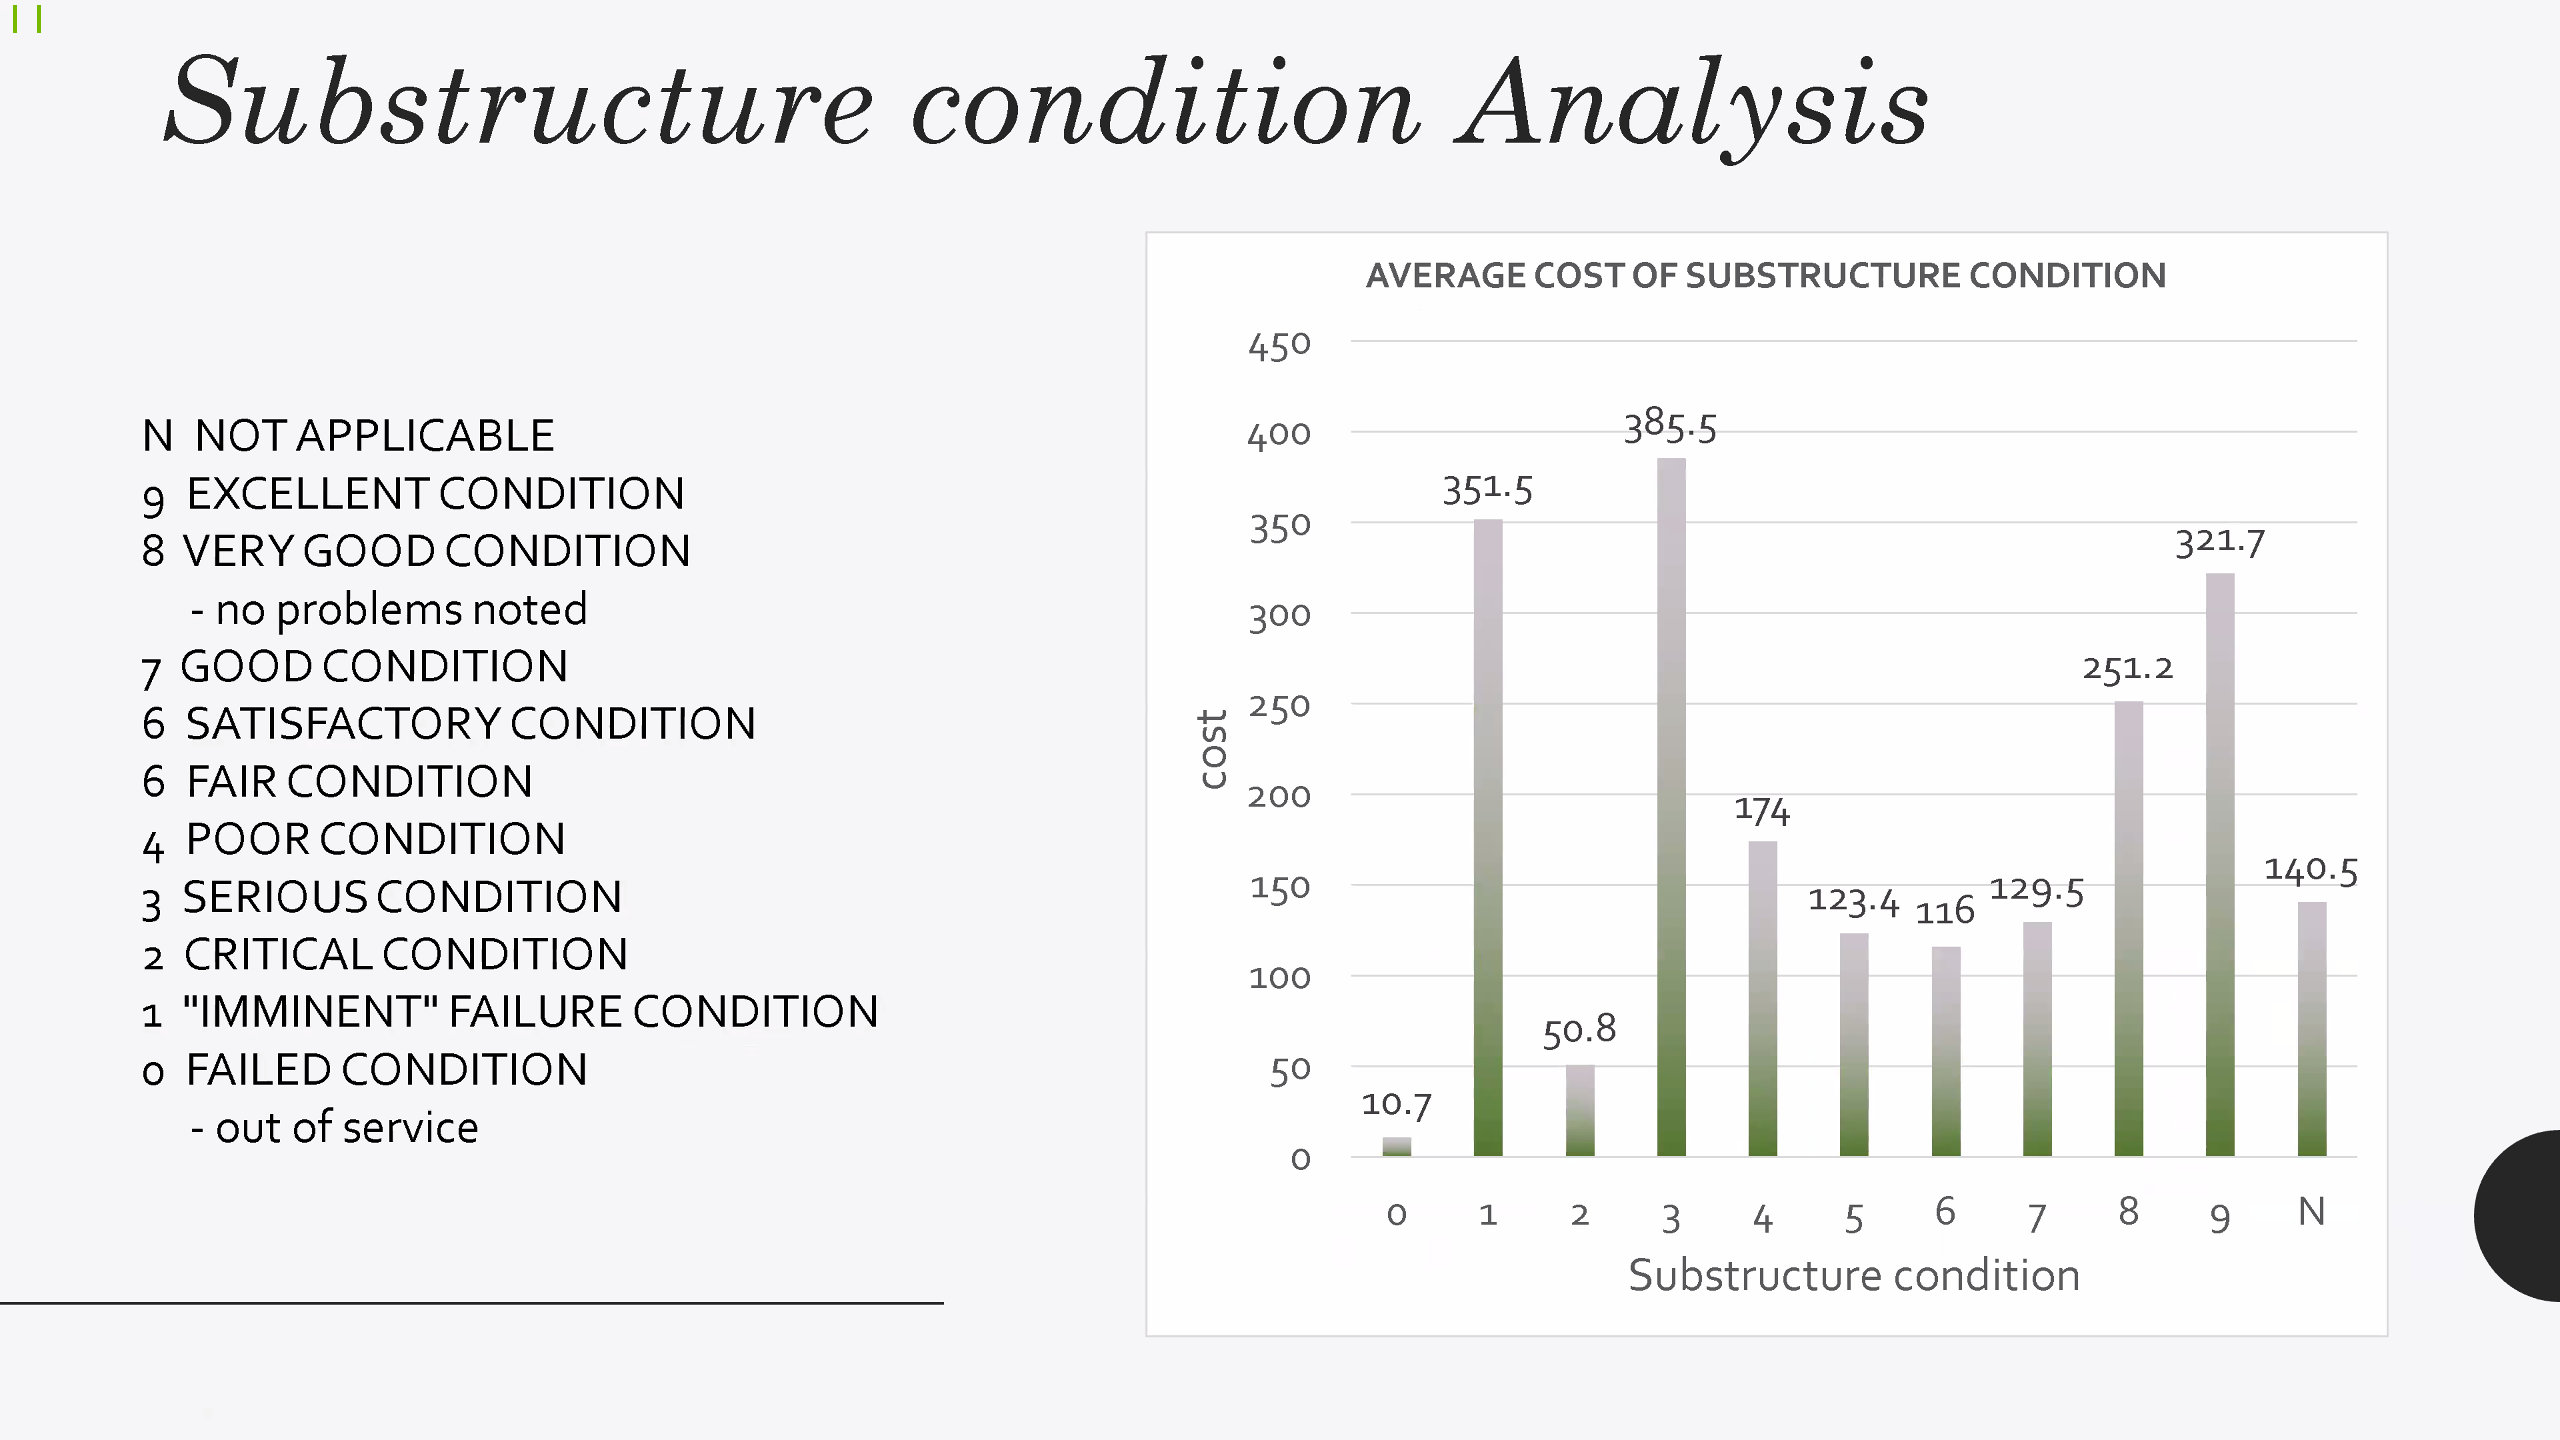 Substructure condition Analysis
N NOT APPLICABLE
9 EXCELLENT CONDITION
8 VERY GOOD CONDITION
- no problems noted
7 GOOD CONDITION
6 SATISFACTORY CONDITION
6 FAIR CONDITION
4 POOR CONDITION
3 SERIOUS CONDITION
2 CRITICAL CONDITION
1 "IMMINENT" FAILURE CONDITION
0 FAILED CONDITION
- out of service
AVERAGE COST OF SUBSTRUCTURE CONDITION
450
400
350
300
250
200
150
100
50
0
cost
10.7
351.5
50.8
385.5
174
123.4
116
129.5
251.2
321.7
140.5
0 1 2 3 4 5 6 7 8 9 N
Substructure condition